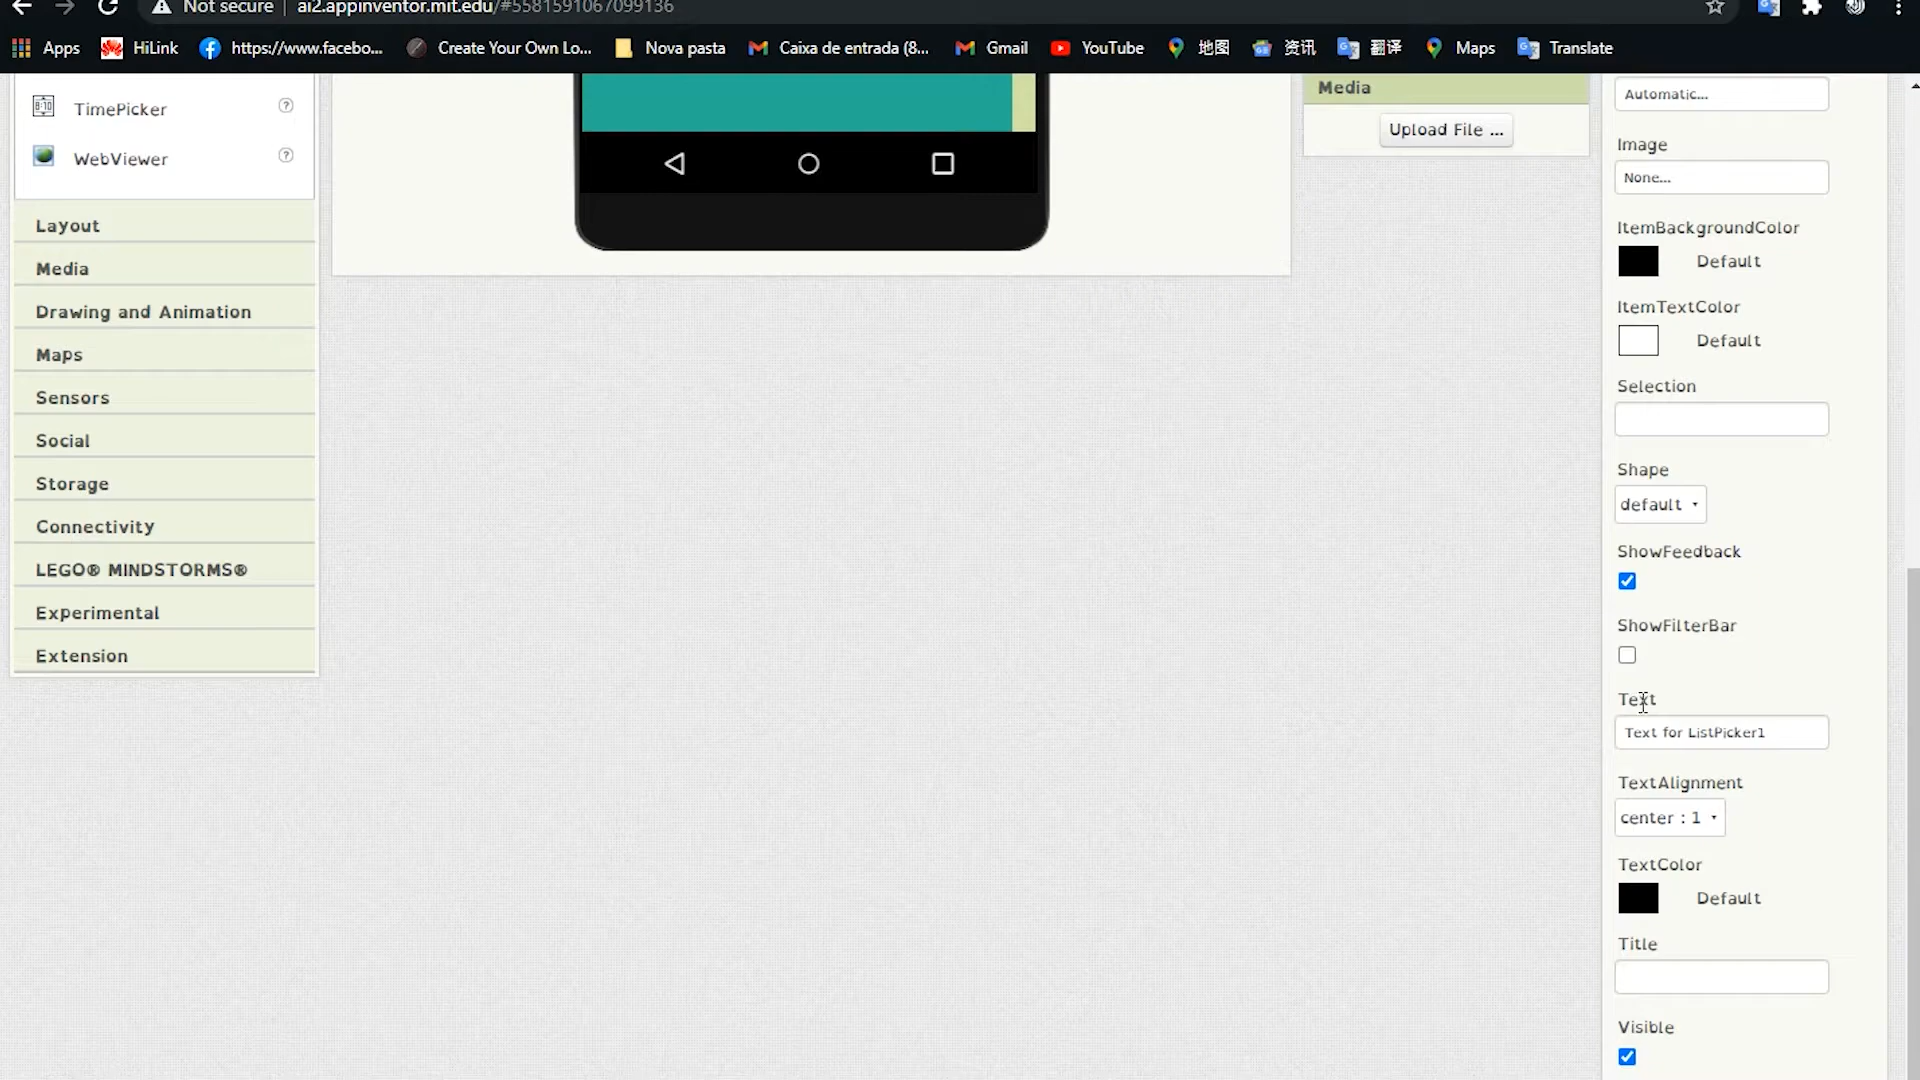 Not secure | ai2.appinventor.mit.edu/#5581591067099136
Apps HiLink https://www.facebo... Create Your Own Lo... Nova pasta Caixa de entrada (8... Gmail YouTube 地图 资讯 翻译 Maps Translate
TimePicker ?
WebViewer ?
Layout
Media
Drawing and Animation
Maps
Sensors
Social
Storage
Connectivity
LEGO® MINDSTORMS®
Experimental
Extension
Media
Upload File ...
Automatic...
Image
None...
ItemBackgroundColor
Default
ItemTextColor
Default
Selection
Shape
default
ShowFeedback
ShowFilterBar
Text
Text for ListPicker1
TextAlignment
center : 1
TextColor
Default
Title
Visible